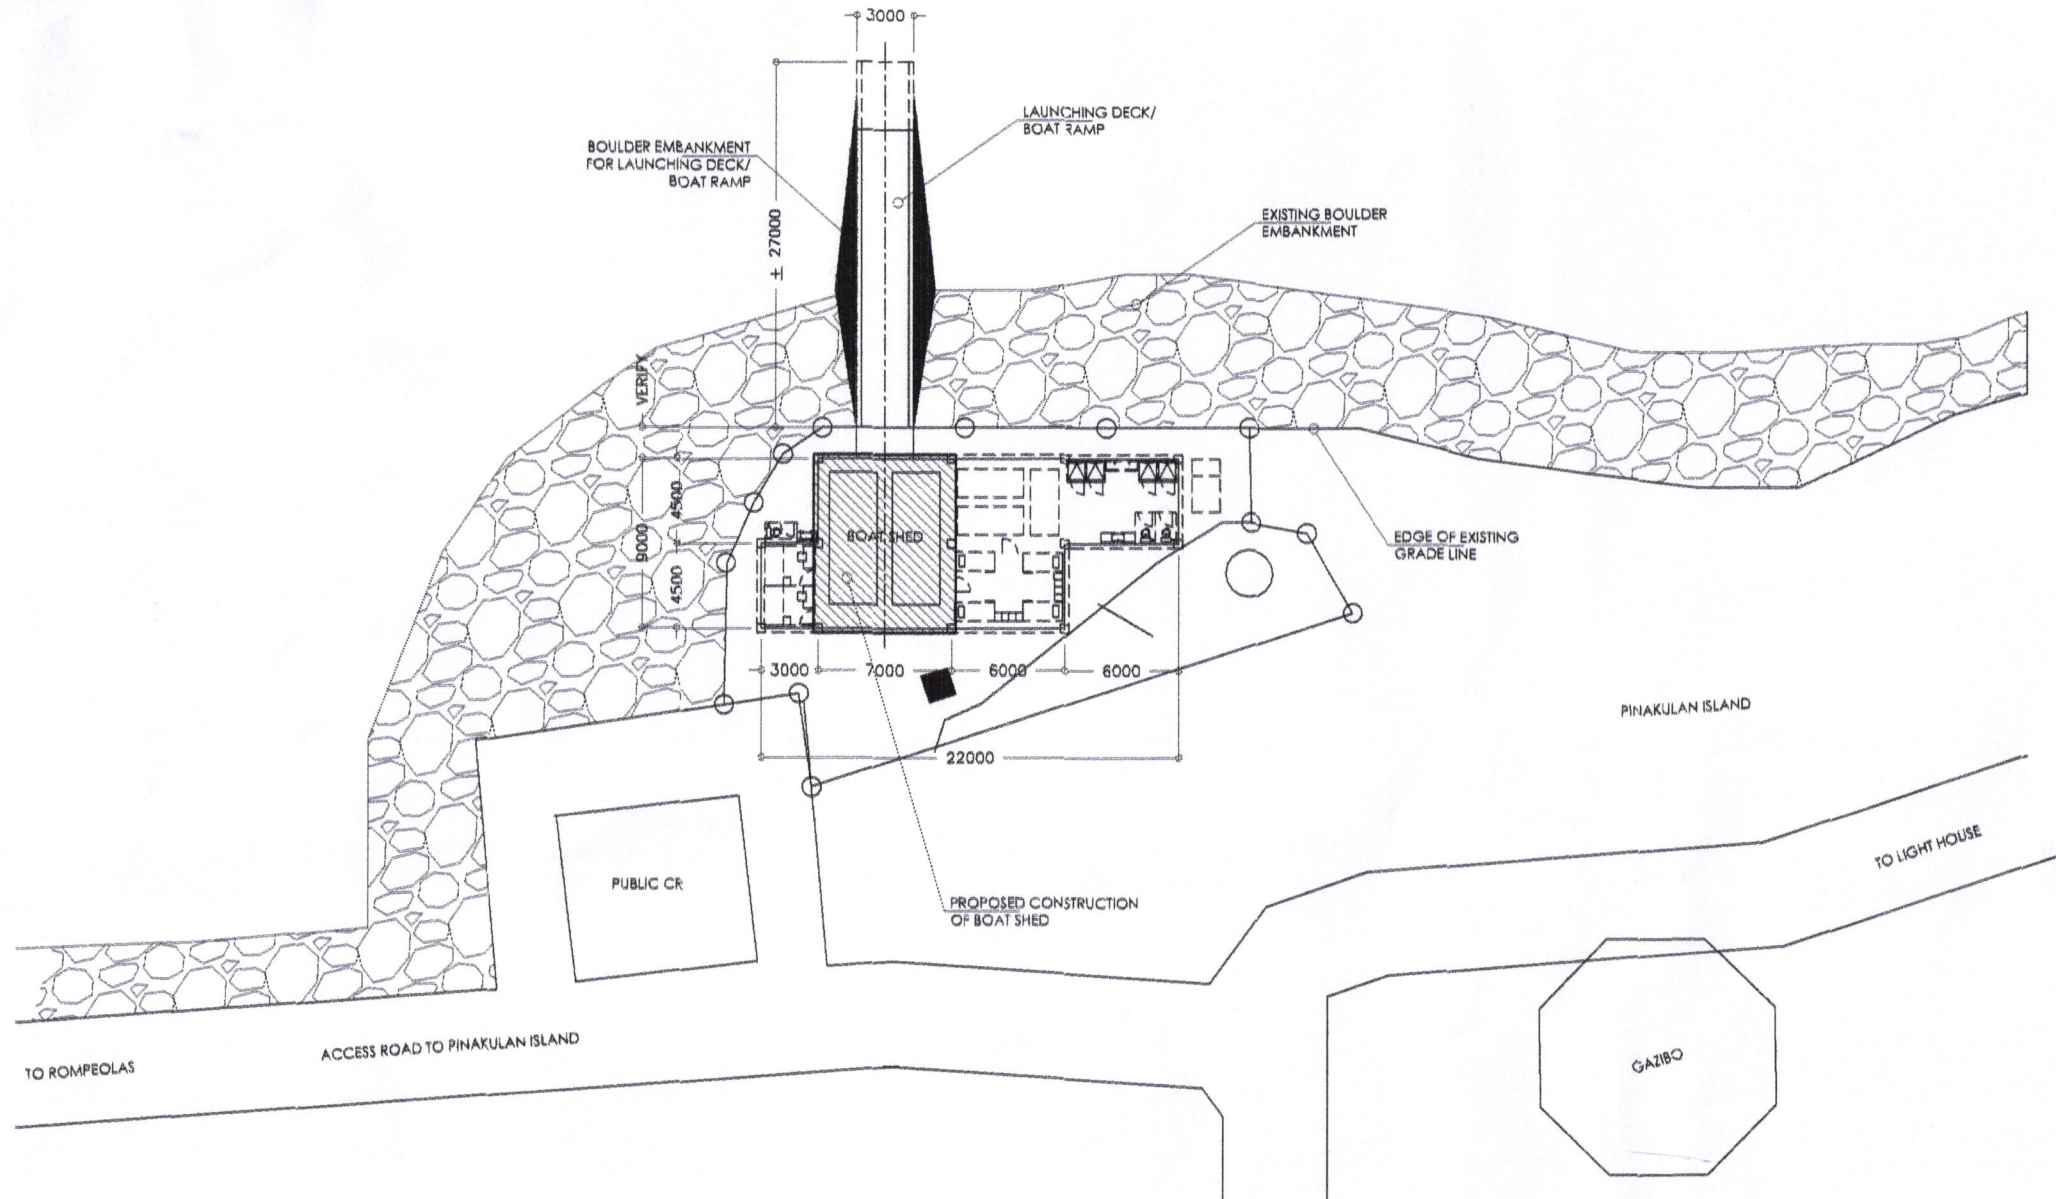 3000
LAUNCHING DECK/
BOAT RAMP
BOULDER EMBANKMENT
FOR LAUNCHING DECK/
BOAT RAMP
± 27000
EXISTING BOULDER
EMBANKMENT
VERIFY
9000
4500
4500
BOAT SHED
EDGE OF EXISTING
GRADE LINE
3000
7000
6000
6000
22000
PINAKULAN ISLAND
TO LIGHT HOUSE
PUBLIC CR
PROPOSED CONSTRUCTION
OF BOAT SHED
ACCESS ROAD TO PINAKULAN ISLAND
TO ROMPEOLAS
GAZIBO